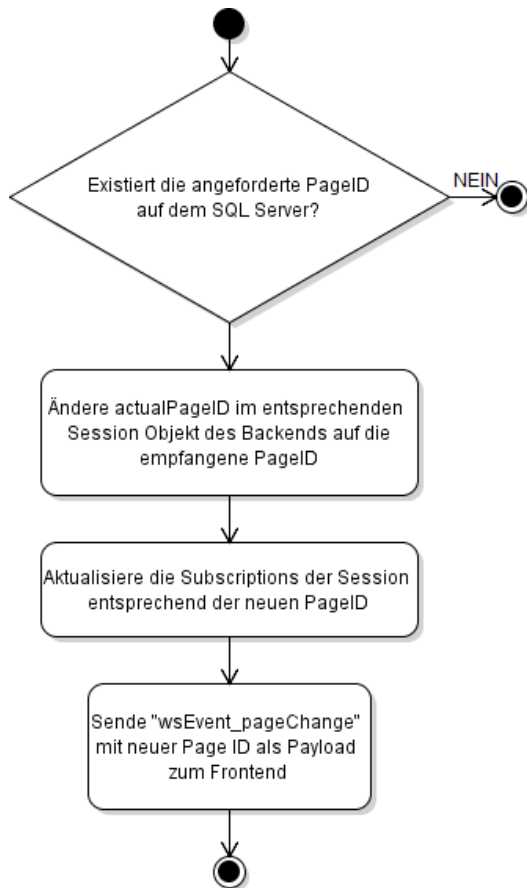 Existiert die angeforderte PageID
auf dem SQL Server?
NEIN
Ändere actualPageID im entsprechenden
Session Objekt des Backends auf die
empfangene PageID
Aktualisiere die Subscriptions der Session
entsprechend der neuen PageID
Sende "wsEvent_pageChange"
mit neuer Page ID als Payload
zum Frontend